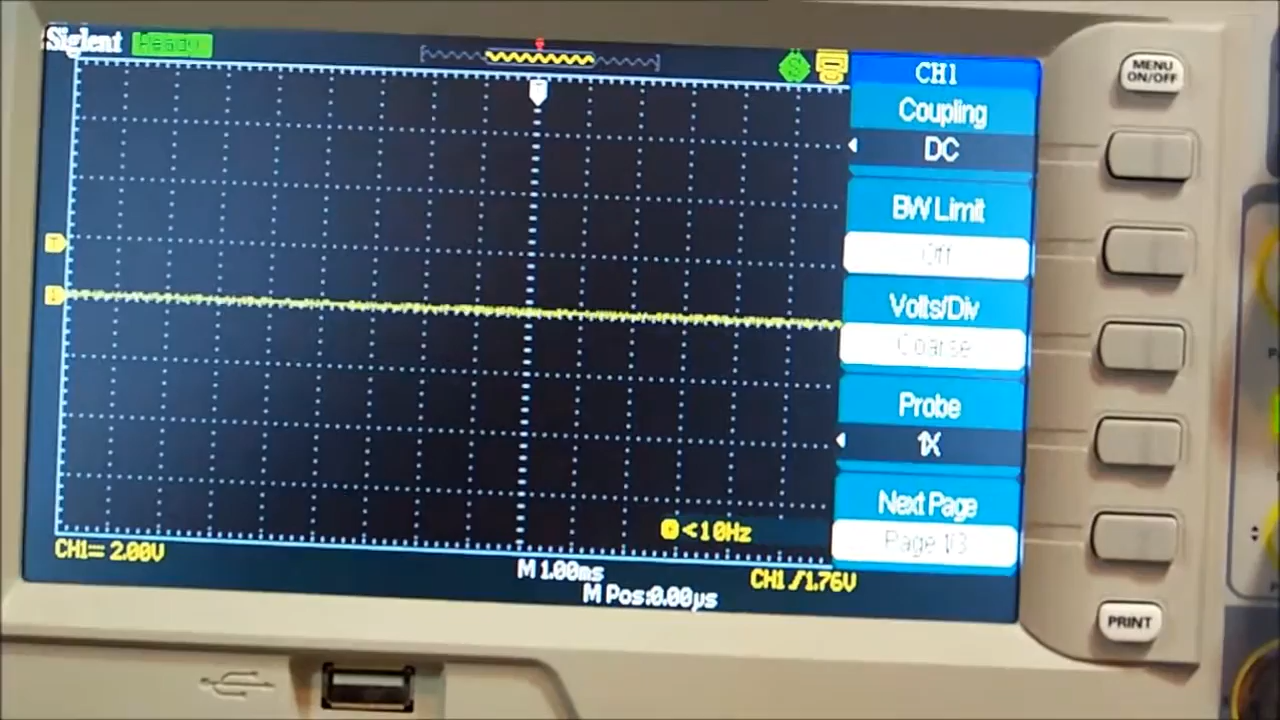 Siglent Ready
CH1
Coupling
DC
BW Limit
Off
Volts/Div
Coarse
Probe
1X
Next Page
Page 1/3
<10Hz
CH1 2.00V
M 1.00ms
CH1 /1.76V
M Pos:0.00µs
MENU
ON/OFF
PRINT